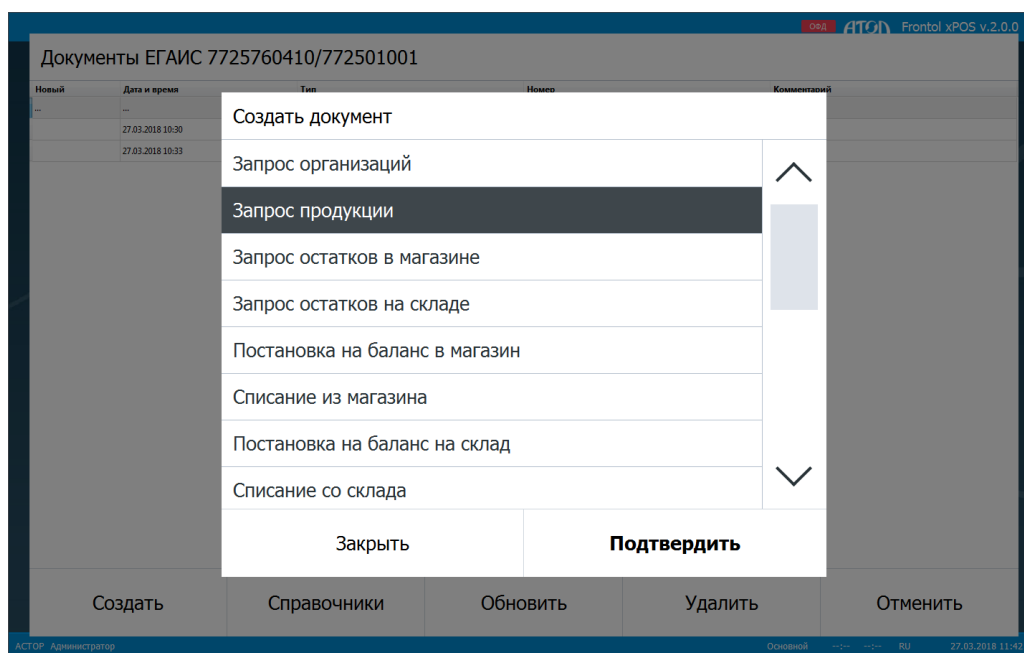 ОФД АТОЛ Frontol xPOS v.2.0.0
Документы ЕГАИС 7725760410/772501001
Новый Дата и время Тип Номер Комментарий
... ...
27.03.2018 10:30
27.03.2018 10:33
Создать документ
Запрос организаций
Запрос продукции
Запрос остатков в магазине
Запрос остатков на складе
Постановка на баланс в магазин
Списание из магазина
Постановка на баланс на склад
Списание со склада
Закрыть Подтвердить
Создать Справочники Обновить Удалить Отменить
АСТОР Администратор Основной --:-- --:-- RU 27.03.2018 11:42